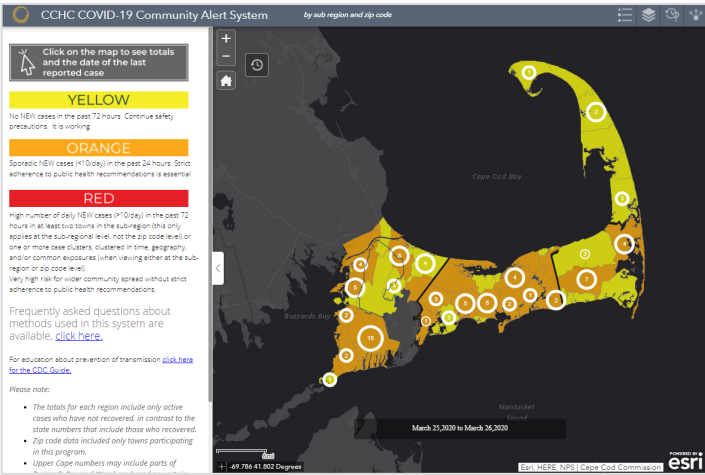 CCHC COVID-19 Community Alert System
by sub region and zip code
Click on the map to see totals
and the date of the last
reported case
YELLOW
No NEW cases in the past 72 hours Continue safety
precautions. It is working
ORANGE
Sporadic NEW cases (<10/day) in the past 24 hours. Strict
adherence to public health recommendations is essential
RED
High number of daily NEW cases (>10/day) in the past 72
hours in at least two towns in the sub-region (this only
applies at the sub-regional level, not the zip code level) or
one or more case clusters, clustered in time, geography,
and/or common exposures (when viewing either at the sub-
region or zip code level).
Very high risk for wider community spread without strict
adherence to public health recommendations.
Frequently asked questions about
methods used in this system are
available, click here.
For education about prevention of transmission click here
for the CDC Guide.
Please note:
• The totals for each region include only active
cases who have not recovered, in contrast to the
state numbers that include those who recovered.
• Zip code data included only towns participating
in this program.
• Upper Cape numbers may include parts of
+
−
Cape Cod Bay
Buzzards Bay
Nantucket
Sound
2
4
7
15
2
2
March 25,2020 to March 26,2020
-69.786 41.802 Degrees
Esri, HERE, NPS | Cape Cod Commission
POWERED BY
esri